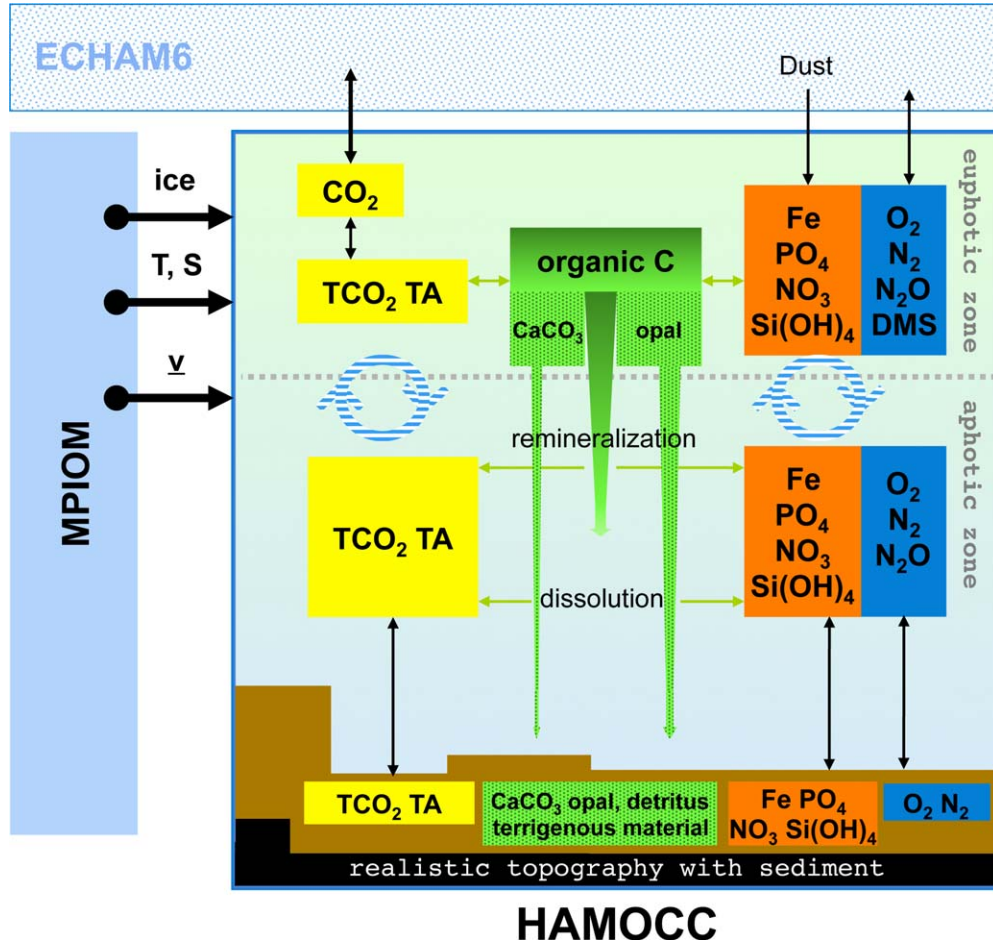 ECHAM6
Dust
ice
T, S
v
MPIOM
CO₂
TCO₂ TA
organic C
CaCO₃
opal
Fe
PO₄
NO₃
Si(OH)₄
O₂
N₂
N₂O
DMS
euphotic zone
aphotic zone
remineralization
TCO₂ TA
dissolution
Fe
PO₄
NO₃
Si(OH)₄
O₂
N₂
N₂O
TCO₂ TA
CaCO₃ opal, detritus
terrigenous material
Fe PO₄
NO₃ Si(OH)₄
O₂ N₂
realistic topography with sediment
HAMOCC